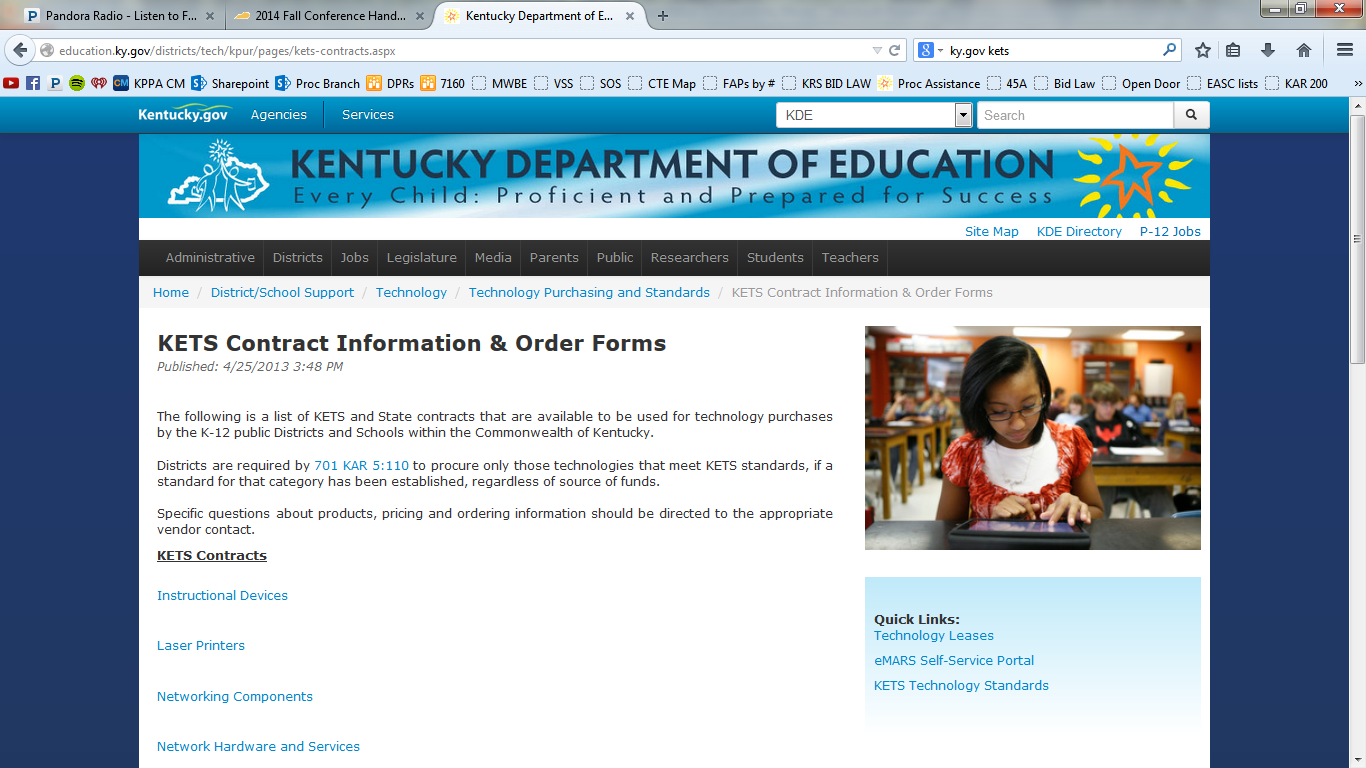 Pandora Radio - Listen to F...
2014 Fall Conference Hand...
Kentucky Department of E...
education.ky.gov/districts/tech/kpur/pages/kets-contracts.aspx
ky.gov kets
KPPA CM
Sharepoint
Proc Branch
DPRs
7160
MWBE
VSS
SOS
CTE Map
FAPs by #
KRS BID LAW
Proc Assistance
45A
Bid Law
Open Door
EASC lists
KAR 200
Kentucky.gov
Agencies
Services
KDE
Search
KENTUCKY DEPARTMENT OF EDUCATION
Every Child: Proficient and Prepared for Success
Site Map
KDE Directory
P-12 Jobs
Administrative
Districts
Jobs
Legislature
Media
Parents
Public
Researchers
Students
Teachers
Home / District/School Support / Technology / Technology Purchasing and Standards / KETS Contract Information & Order Forms
KETS Contract Information & Order Forms
Published: 4/25/2013 3:48 PM
The following is a list of KETS and State contracts that are available to be used for technology purchases
by the K-12 public Districts and Schools within the Commonwealth of Kentucky.
Districts are required by 701 KAR 5:110 to procure only those technologies that meet KETS standards, if a
standard for that category has been established, regardless of source of funds.
Specific questions about products, pricing and ordering information should be directed to the appropriate
vendor contact.
KETS Contracts
Instructional Devices
Laser Printers
Networking Components
Network Hardware and Services
Quick Links:
Technology Leases
eMARS Self-Service Portal
KETS Technology Standards